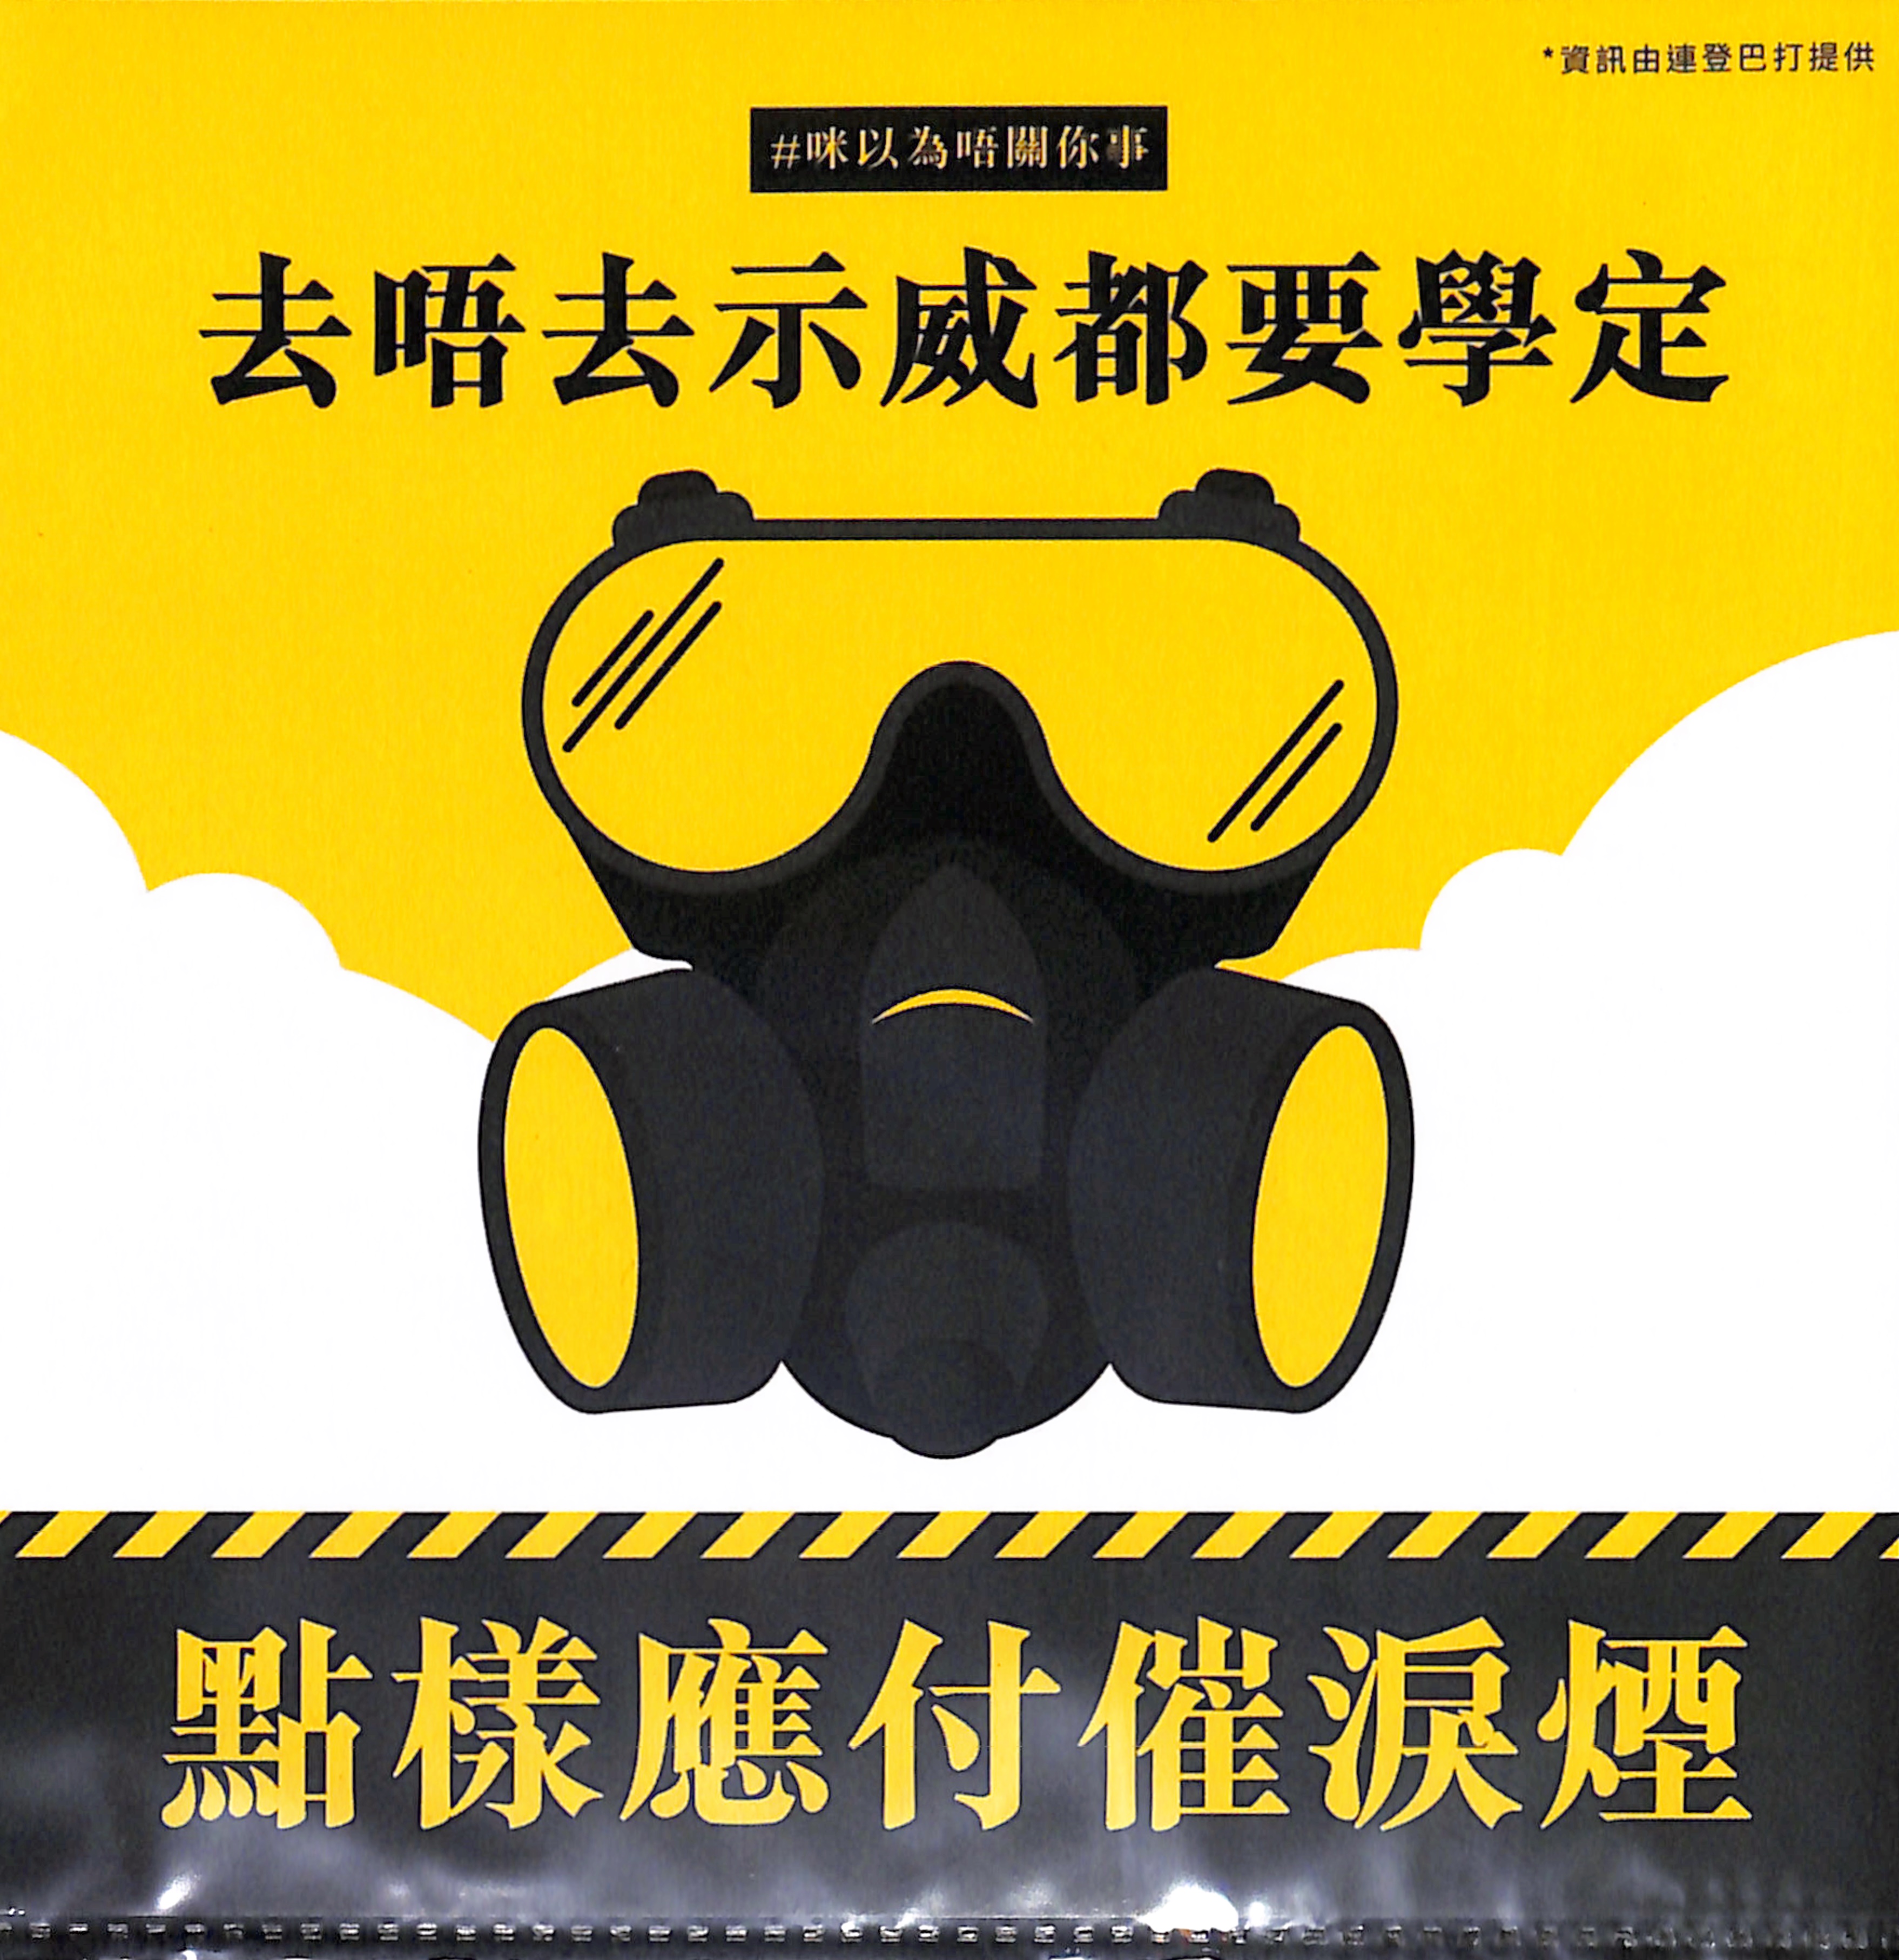 *資訊由連登巴打提供
#咪以為唔關你事
去唔去示威都要學定
點樣應付催淚煙